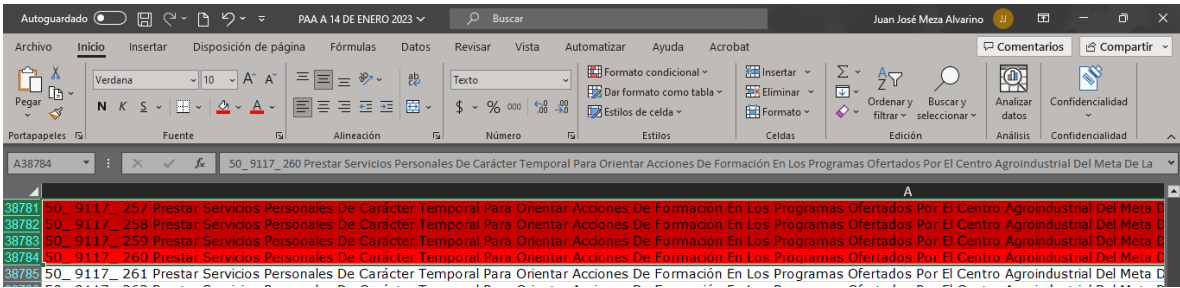 Autoguardado PAA A 14 DE ENERO 2023 Buscar Juan José Meza Alvarino JJ
Archivo Inicio Insertar Disposición de página Fórmulas Datos Revisar Vista Automatizar Ayuda Acrobat Comentarios Compartir
Pegar Verdana 10 A A Texto Formato condicional Insertar Ordenar y filtrar Buscar y seleccionar Analizar datos Confidencialidad
N K S A $ % 000 Dar formato como tabla Eliminar
Estilos de celda Formato
Portapapeles Fuente Alineación Número Estilos Celdas Edición Análisis Confidencialidad
A38784 fx 50_9117_260 Prestar Servicios Personales De Carácter Temporal Para Orientar Acciones De Formación En Los Programas Ofertados Por El Centro Agroindustrial Del Meta De La
A
38781 50_ 9117_ 257 Prestar Servicios Personales De Carácter Temporal Para Orientar Acciones De Formación En Los Programas Ofertados Por El Centro Agroindustrial Del Meta D
38782 50_ 9117_ 258 Prestar Servicios Personales De Carácter Temporal Para Orientar Acciones De Formación En Los Programas Ofertados Por El Centro Agroindustrial Del Meta D
38783 50_ 9117_ 259 Prestar Servicios Personales De Carácter Temporal Para Orientar Acciones De Formación En Los Programas Ofertados Por El Centro Agroindustrial Del Meta D
38784 50_ 9117_ 260 Prestar Servicios Personales De Carácter Temporal Para Orientar Acciones De Formación En Los Programas Ofertados Por El Centro Agroindustrial Del Meta D
38785 50_ 9117_ 261 Prestar Servicios Personales De Carácter Temporal Para Orientar Acciones De Formación En Los Programas Ofertados Por El Centro Agroindustrial Del Meta D